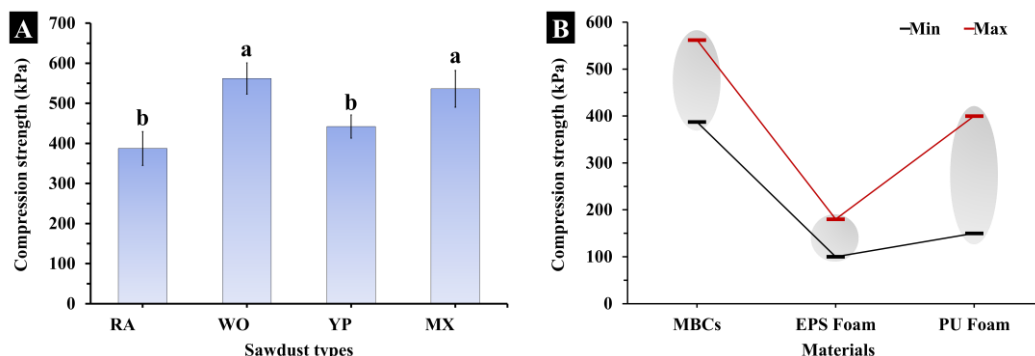 A
Compression strength (kPa)
700
600
500
400
300
200
100
0
b
a
b
a
RA WO YP MX
Sawdust types
B
Compression strength (kPa)
600
500
400
300
200
100
0
Min Max
MBCs EPS Foam PU Foam
Materials